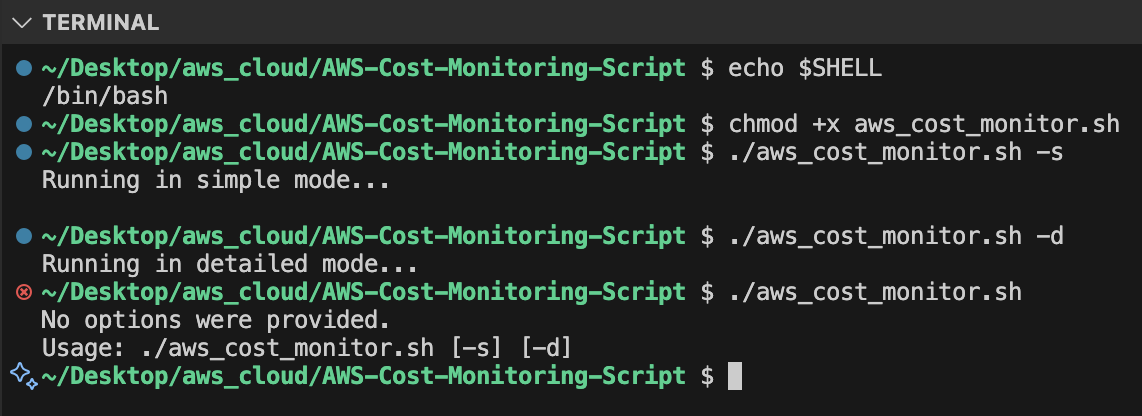 TERMINAL
~/Desktop/aws_cloud/AWS-Cost-Monitoring-Script $ echo $SHELL
/bin/bash
~/Desktop/aws_cloud/AWS-Cost-Monitoring-Script $ chmod +x aws_cost_monitor.sh
~/Desktop/aws_cloud/AWS-Cost-Monitoring-Script $ ./aws_cost_monitor.sh -s
Running in simple mode...
~/Desktop/aws_cloud/AWS-Cost-Monitoring-Script $ ./aws_cost_monitor.sh -d
Running in detailed mode...
~/Desktop/aws_cloud/AWS-Cost-Monitoring-Script $ ./aws_cost_monitor.sh
No options were provided.
Usage: ./aws_cost_monitor.sh [-s] [-d]
~/Desktop/aws_cloud/AWS-Cost-Monitoring-Script $